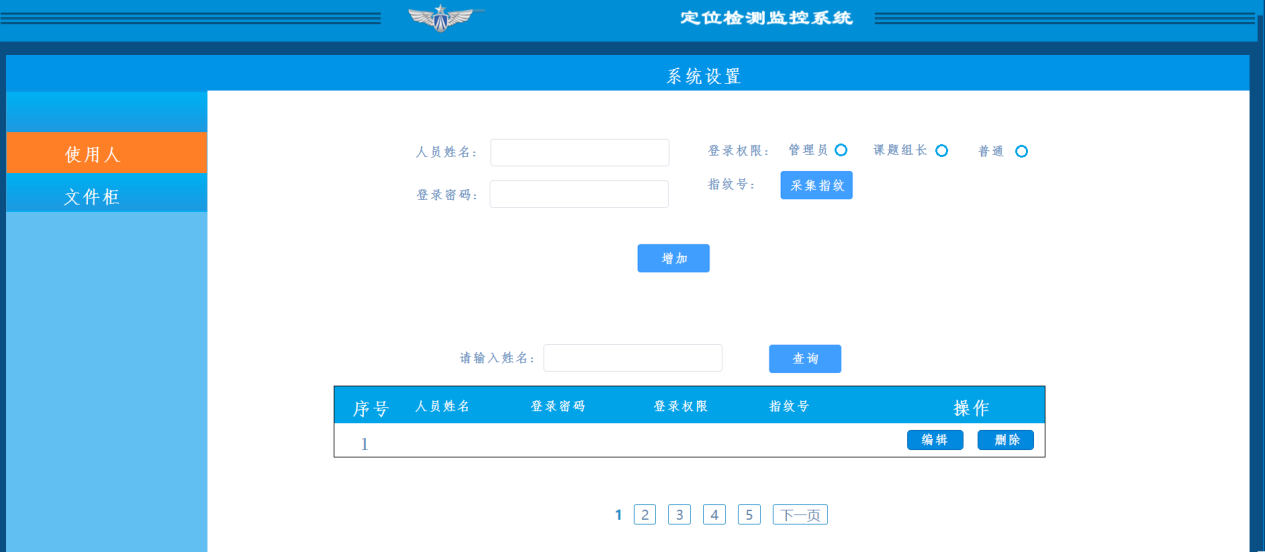 定位检测监控系统
系统设置
使用人
文件柜
人员姓名: 登录权限: 管理员 课题组长 普通
登录密码: 指纹号: 采集指纹
增加
请输入姓名: 查询
序号 人员姓名 登录密码 登录权限 指纹号 操作
1 编辑 删除
1 2 3 4 5 下一页